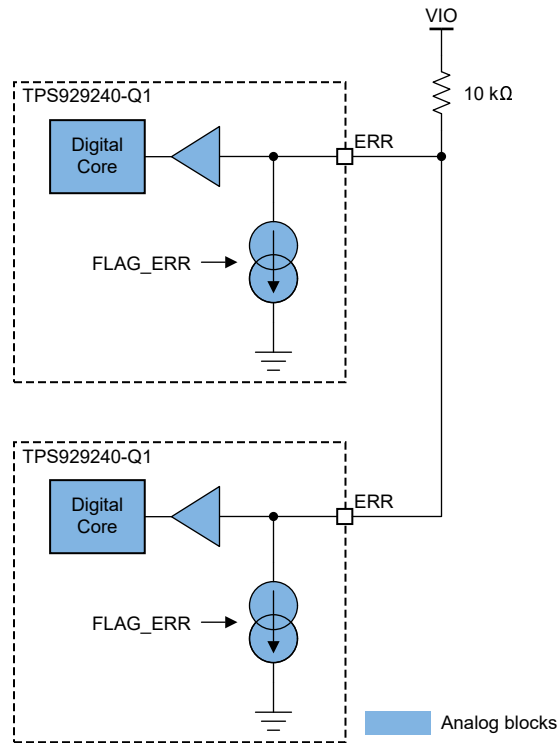 VIO
10 kΩ
TPS929240-Q1
Digital
Core
ERR
FLAG_ERR
TPS929240-Q1
Digital
Core
ERR
FLAG_ERR
Analog blocks